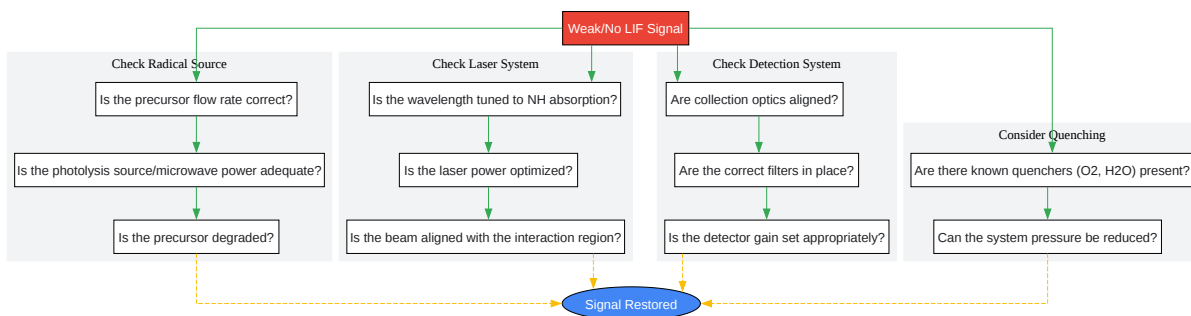 Weak/No LIF Signal
Check Radical Source
Is the precursor flow rate correct?
Is the photolysis source/microwave power adequate?
Is the precursor degraded?
Check Laser System
Is the wavelength tuned to NH absorption?
Is the laser power optimized?
Is the beam aligned with the interaction region?
Check Detection System
Are collection optics aligned?
Are the correct filters in place?
Is the detector gain set appropriately?
Consider Quenching
Are there known quenchers (O2, H2O) present?
Can the system pressure be reduced?
Signal Restored